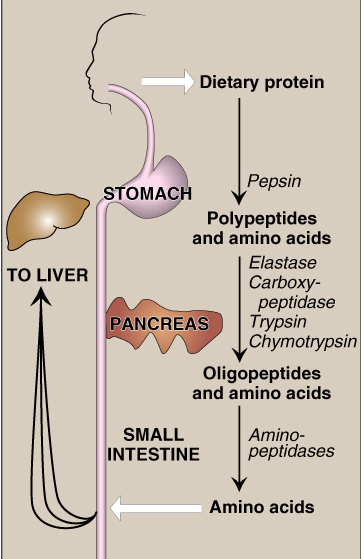 Dietary protein
Pepsin
STOMACH
Polypeptides
and amino acids
TO LIVER
Elastase
Carboxy-
peptidase
Trypsin
Chymotrypsin
PANCREAS
Oligopeptides
and amino acids
SMALL
INTESTINE
Amino-
peptidases
Amino acids